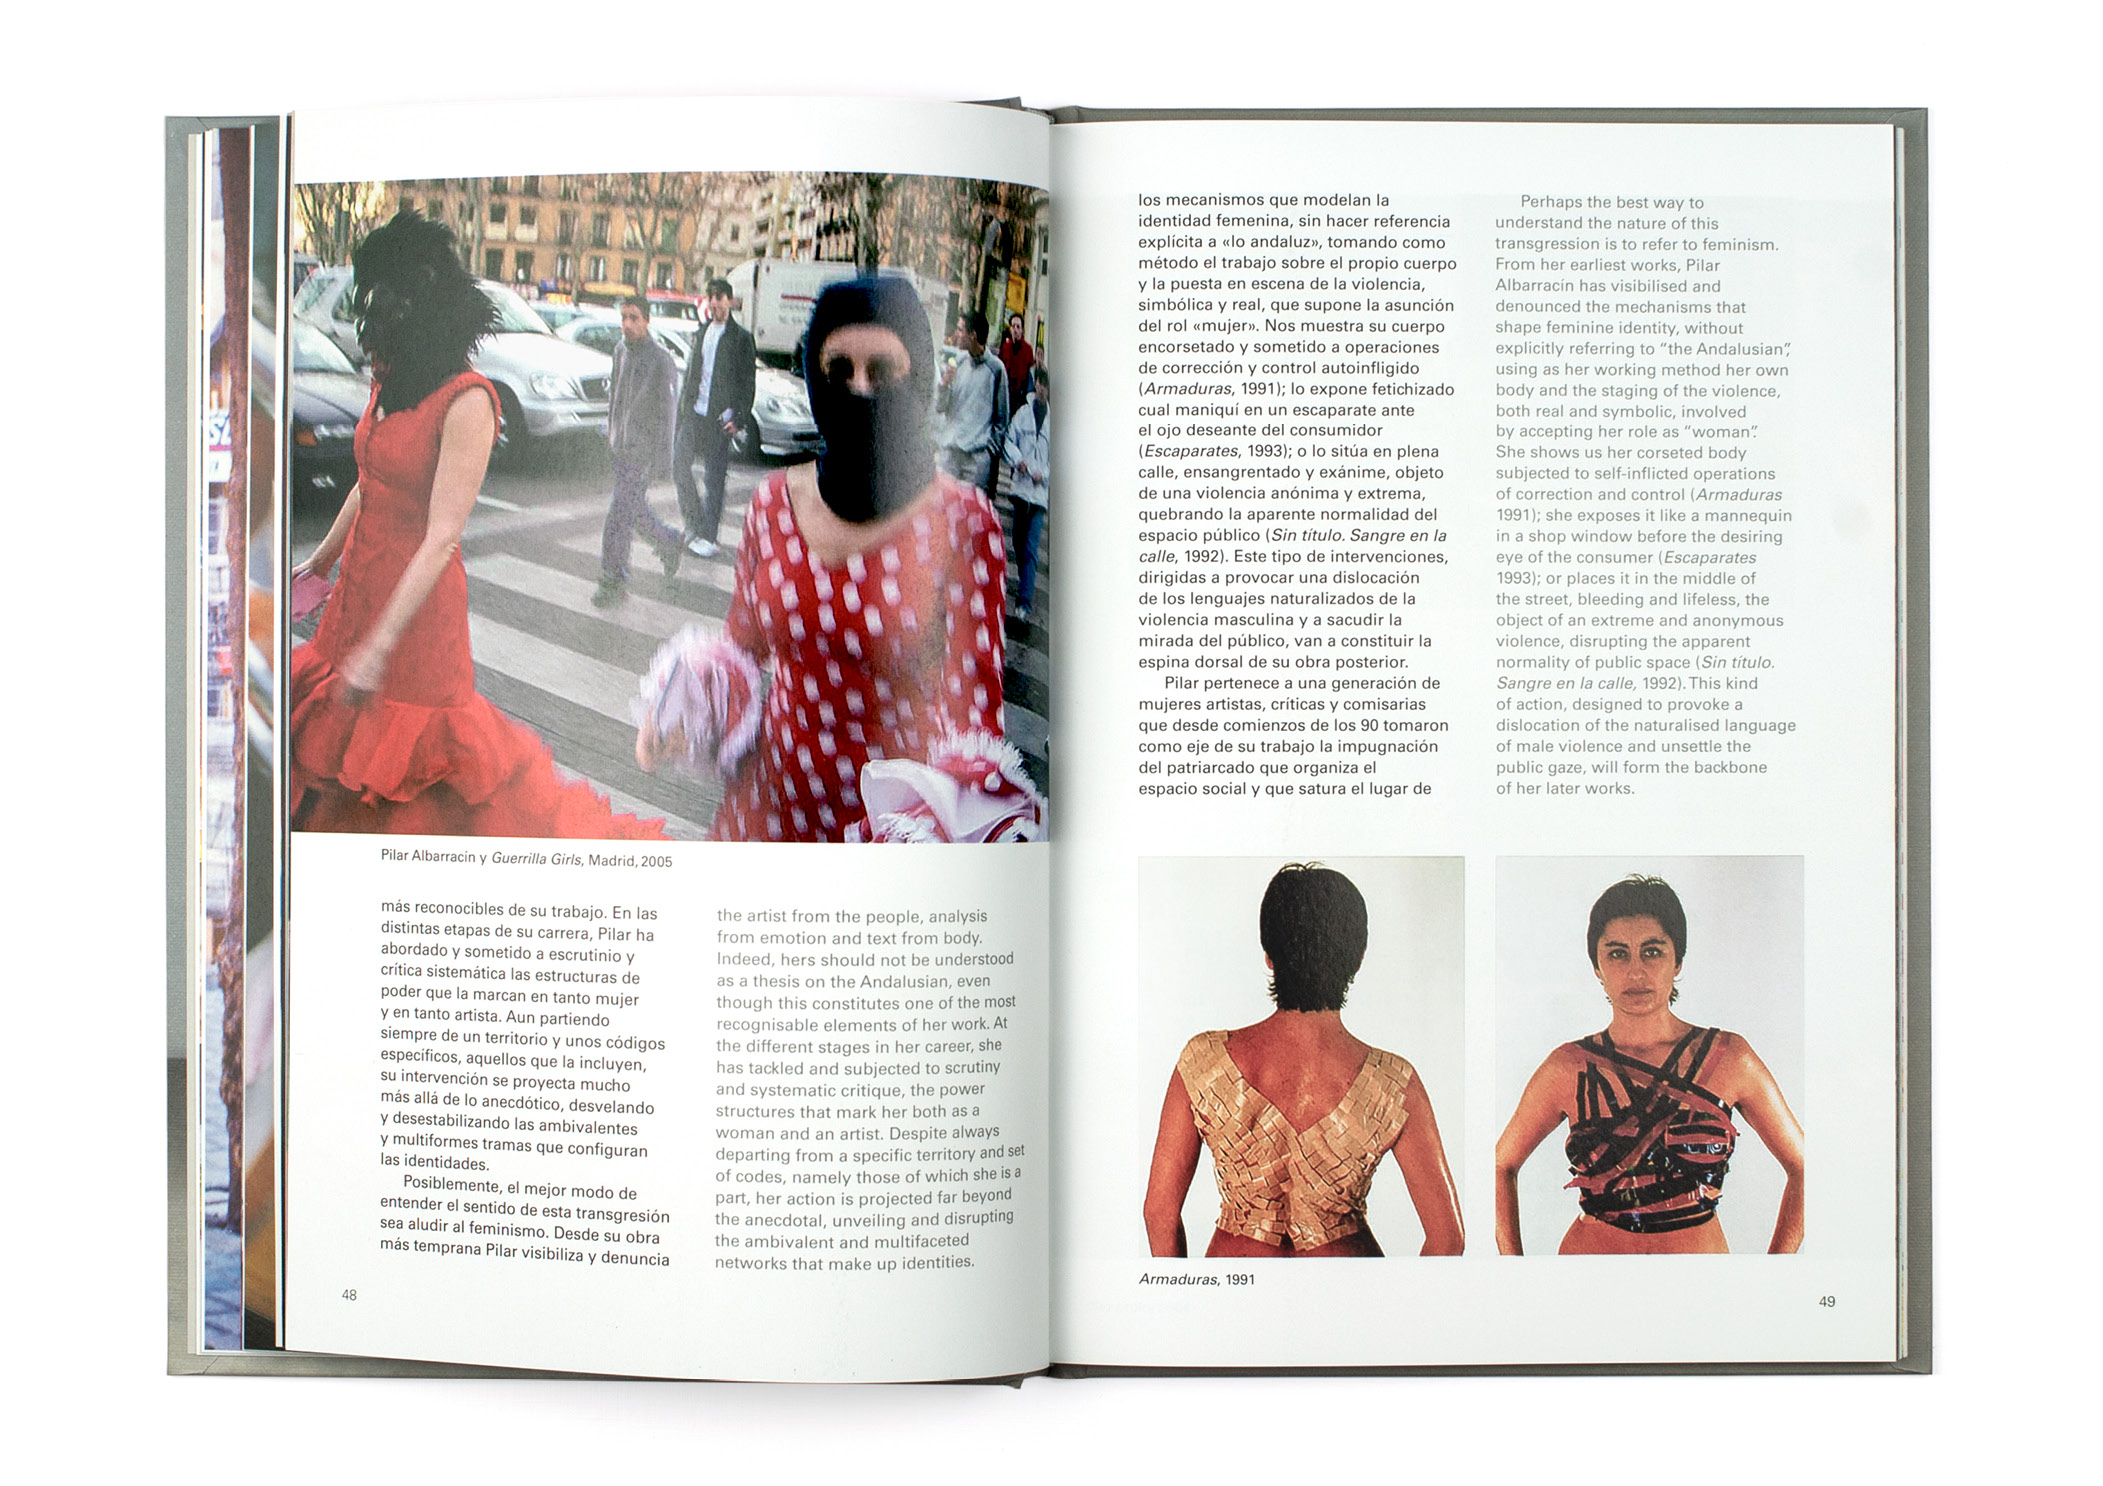 Pilar Albarracin y Guerrilla Girls, Madrid, 2005
más reconocibles de su trabajo. En las
distintas etapas de su carrera, Pilar ha
abordado y sometido a escrutinio y
crítica sistemática las estructuras de
poder que la marcan en tanto mujer
y en tanto artista. Aun partiendo
siempre de un territorio y unos códigos
específicos, aquellos que la incluyen,
su intervención se proyecta mucho
más allá de lo anecdótico, desvelando
y desestabilizando las ambivalentes
y multiformes tramas que configuran
las identidades.
Posiblemente, el mejor modo de
entender el sentido de esta transgresión
sea aludir al feminismo. Desde su obra
más temprana Pilar visibiliza y denuncia
the artist from the people, analysis
from emotion and text from body.
Indeed, hers should not be understood
as a thesis on the Andalusian, even
though this constitutes one of the most
recognisable elements of her work. At
the different stages in her career, she
has tackled and subjected to scrutiny
and systematic critique, the power
structures that mark her both as a
woman and an artist. Despite always
departing from a specific territory and set
of codes, namely those of which she is a
part, her action is projected far beyond
the anecdotal, unveiling and disrupting
the ambivalent and multifaceted
networks that make up identities.
48
los mecanismos que modelan la
identidad femenina, sin hacer referencia
explícita a «lo andaluz», tomando como
método el trabajo sobre el propio cuerpo
y la puesta en escena de la violencia,
simbólica y real, que supone la asunción
del rol «mujer». Nos muestra su cuerpo
encorsetado y sometido a operaciones
de corrección y control autoinfligido
(Armaduras, 1991); lo expone fetichizado
cual maniquí en un escaparate ante
el ojo deseante del consumidor
(Escaparates, 1993); o lo sitúa en plena
calle, ensangrentado y exánime, objeto
de una violencia anónima y extrema,
quebrando la aparente normalidad del
espacio público (Sin título. Sangre en la
calle, 1992). Este tipo de intervenciones,
dirigidas a provocar una dislocación
de los lenguajes naturalizados de la
violencia masculina y a sacudir la
mirada del público, van a constituir la
espina dorsal de su obra posterior.
Pilar pertenece a una generación de
mujeres artistas, críticas y comisarias
que desde comienzos de los 90 tomaron
como eje de su trabajo la impugnación
del patriarcado que organiza el
espacio social y que satura el lugar de
Perhaps the best way to
understand the nature of this
transgression is to refer to feminism.
From her earliest works, Pilar
Albarracín has visibilised and
denounced the mechanisms that
shape feminine identity, without
explicitly referring to “the Andalusian”,
using as her working method her own
body and the staging of the violence,
both real and symbolic, involved
by accepting her role as “woman”.
She shows us her corseted body
subjected to self-inflicted operations
of correction and control (Armaduras
1991); she exposes it like a mannequin
in a shop window before the desiring
eye of the consumer (Escaparates
1993); or places it in the middle of
the street, bleeding and lifeless, the
object of an extreme and anonymous
violence, disrupting the apparent
normality of public space (Sin título.
Sangre en la calle, 1992). This kind
of action, designed to provoke a
dislocation of the naturalised language
of male violence and unsettle the
public gaze, will form the backbone
of her later works.
Armaduras, 1991
49